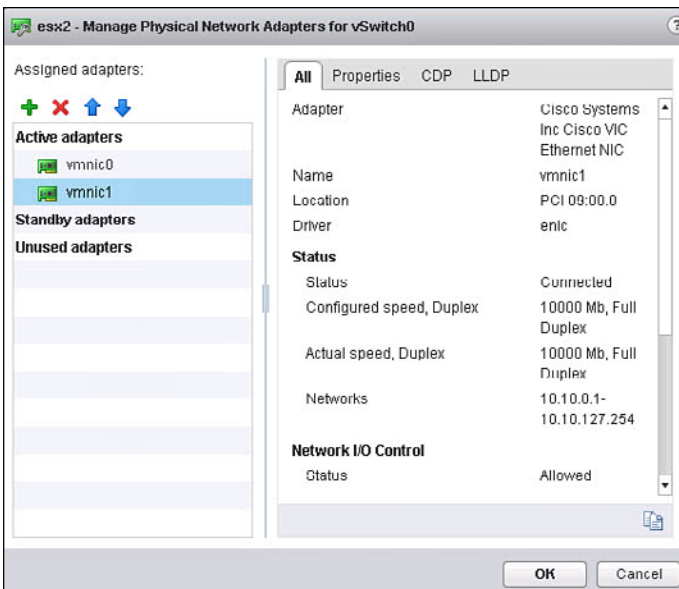 esx2 - Manage Physical Network Adapters for vSwitch0
?
Assigned adapters:
Active adapters
vmnic0
vmnic1
Standby adapters
Unused adapters
All Properties CDP LLDP
Adapter Cisco Systems
Inc Cisco VIC
Ethernet NIC
Name vmnic1
Location PCI 09:00.0
Driver enic
Status
Status Connected
Configured speed, Duplex 10000 Mb, Full
Duplex
Actual speed, Duplex 10000 Mb, Full
Duplex
Networks 10.10.0.1-
10.10.127.254
Network I/O Control
Status Allowed
OK Cancel